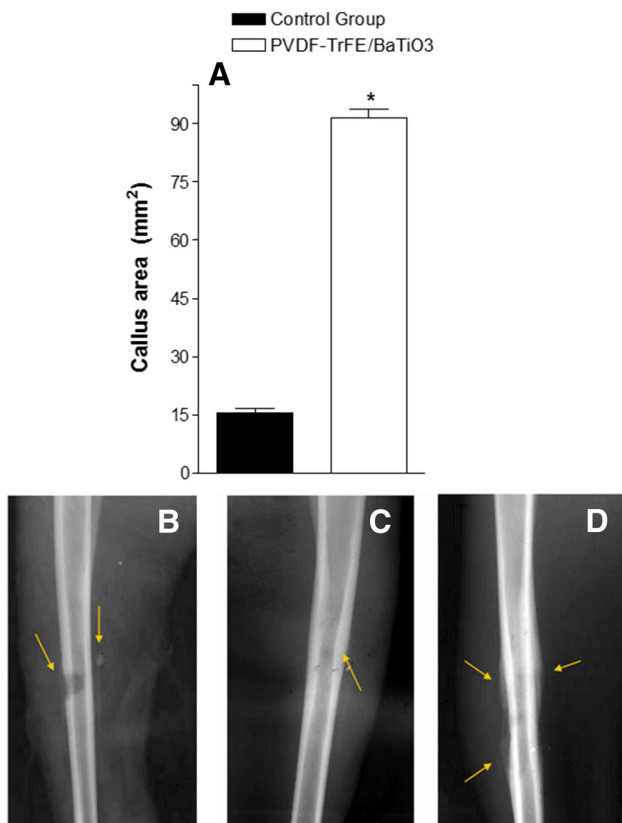 Control Group
PVDF-TrFE/BaTiO3
A
*
90
75
60
45
30
15
0
Callus area (mm²)
B
C
D